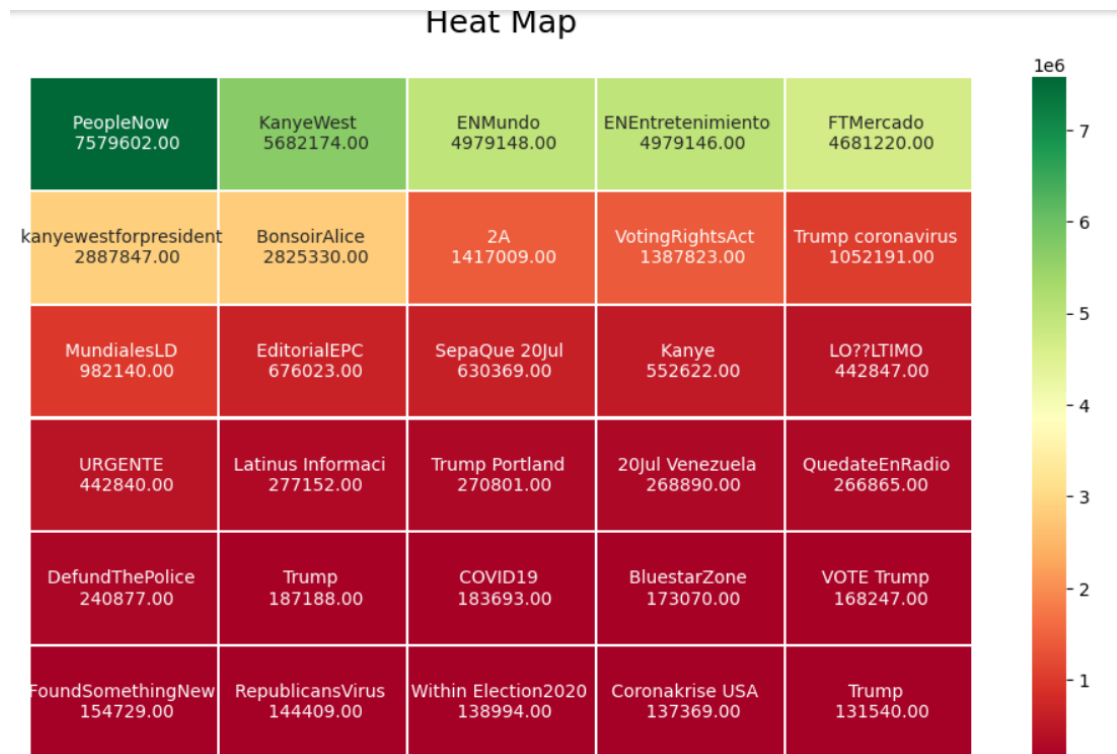 Heat Map
1e6
PeopleNow
7579602.00
KanyeWest
5682174.00
ENMundo
4979148.00
ENEntretenimiento
4979146.00
FTMercado
4681220.00
kanyewestforpresident
2887847.00
BonsoirAlice
2825330.00
2A
1417009.00
VotingRightsAct
1387823.00
Trump coronavirus
1052191.00
MundialesLD
982140.00
EditorialEPC
676023.00
SepaQue 20Jul
630369.00
Kanye
552622.00
LO??LTIMO
442847.00
URGENTE
442840.00
Latinus Informaci
277152.00
Trump Portland
270801.00
20Jul Venezuela
268890.00
QuedateEnRadio
266865.00
DefundThePolice
240877.00
Trump
187188.00
COVID19
183693.00
BluestarZone
173070.00
VOTE Trump
168247.00
FoundSomethingNew
154729.00
RepublicansVirus
144409.00
Within Election2020
138994.00
Coronakrise USA
137369.00
Trump
131540.00
7
6
5
4
3
2
1